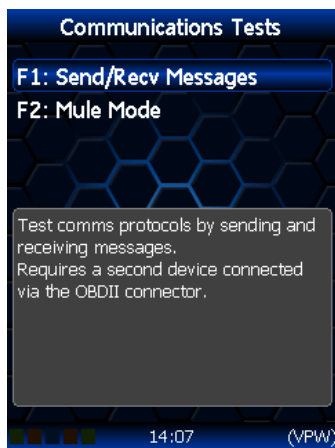 Communications Tests
F1: Send/Recv Messages
F2: Mule Mode
Test comms protocols by sending and
receiving messages.
Requires a second device connected
via the OBDII connector.
14:07 (VPW)